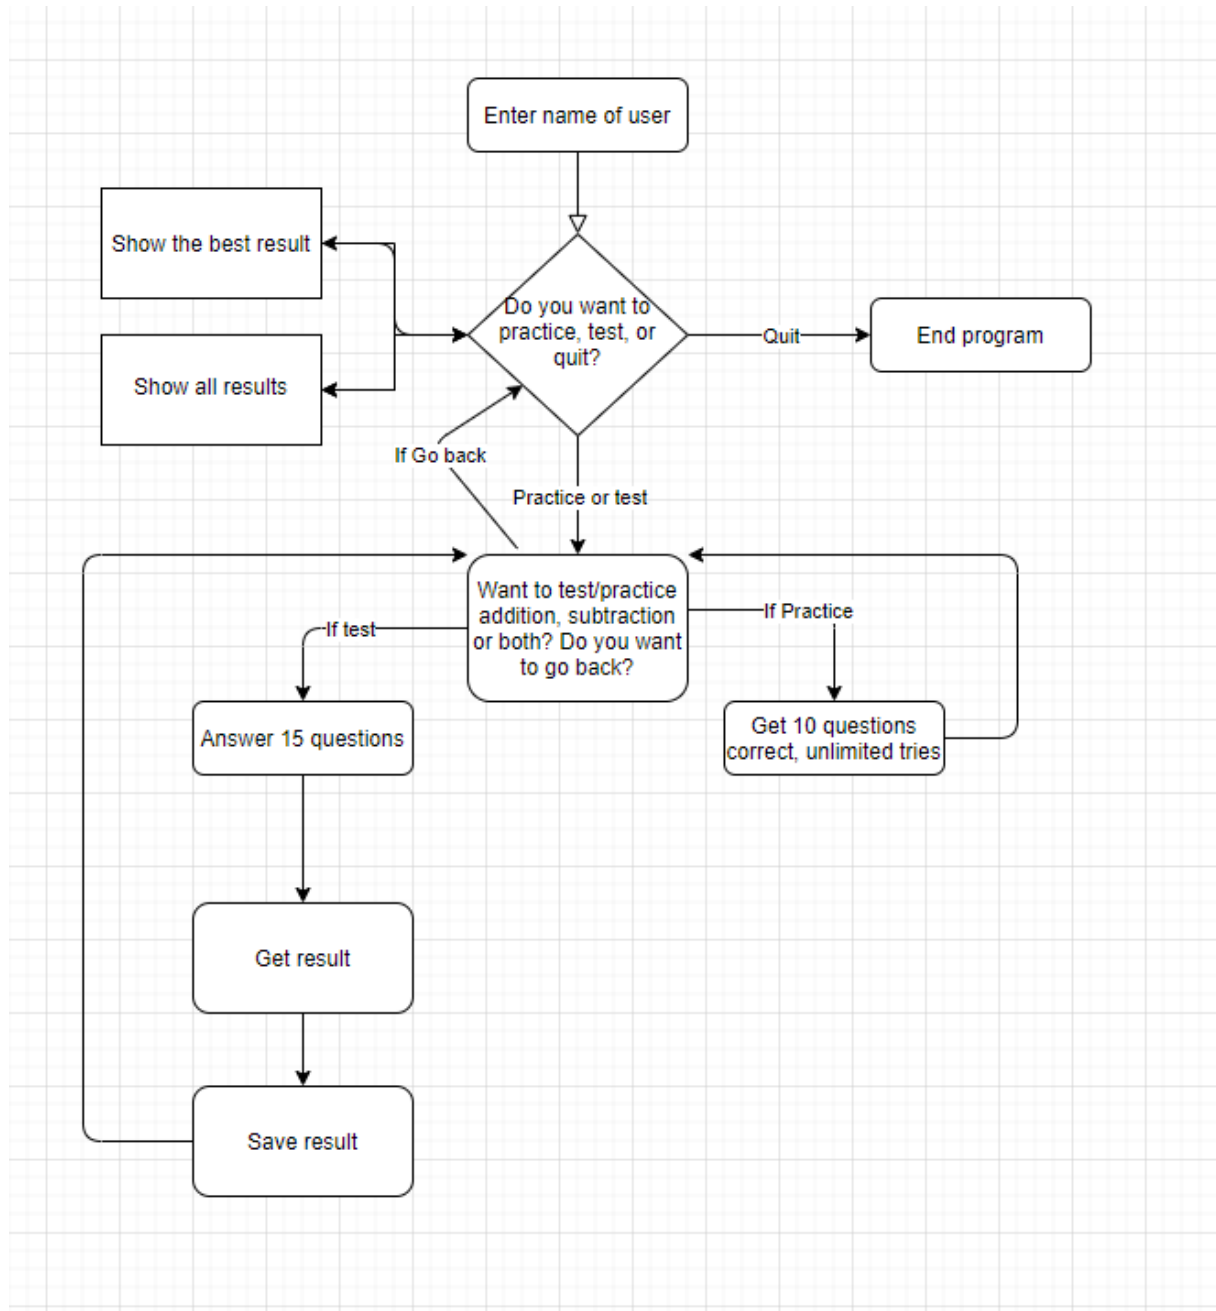 Enter name of user
Show the best result
Do you want to
practice, test, or
quit?
Quit
End program
Show all results
If Go back
Practice or test
Want to test/practice
addition, subtraction
or both? Do you want
to go back?
If test
If Practice
Answer 15 questions
Get 10 questions
correct, unlimited tries
Get result
Save result